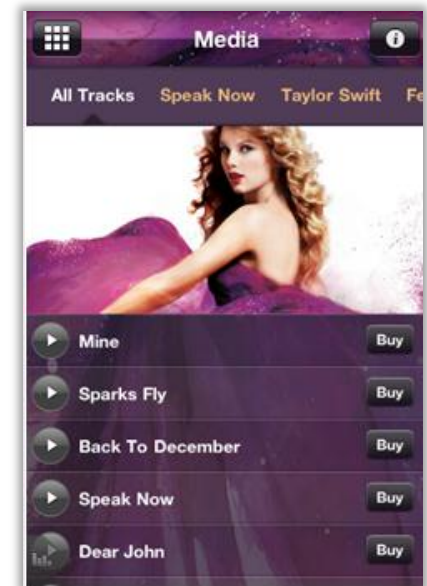 Media
All Tracks Speak Now Taylor Swift Fe
Mine Buy
Sparks Fly Buy
Back To December Buy
Speak Now Buy
Dear John Buy